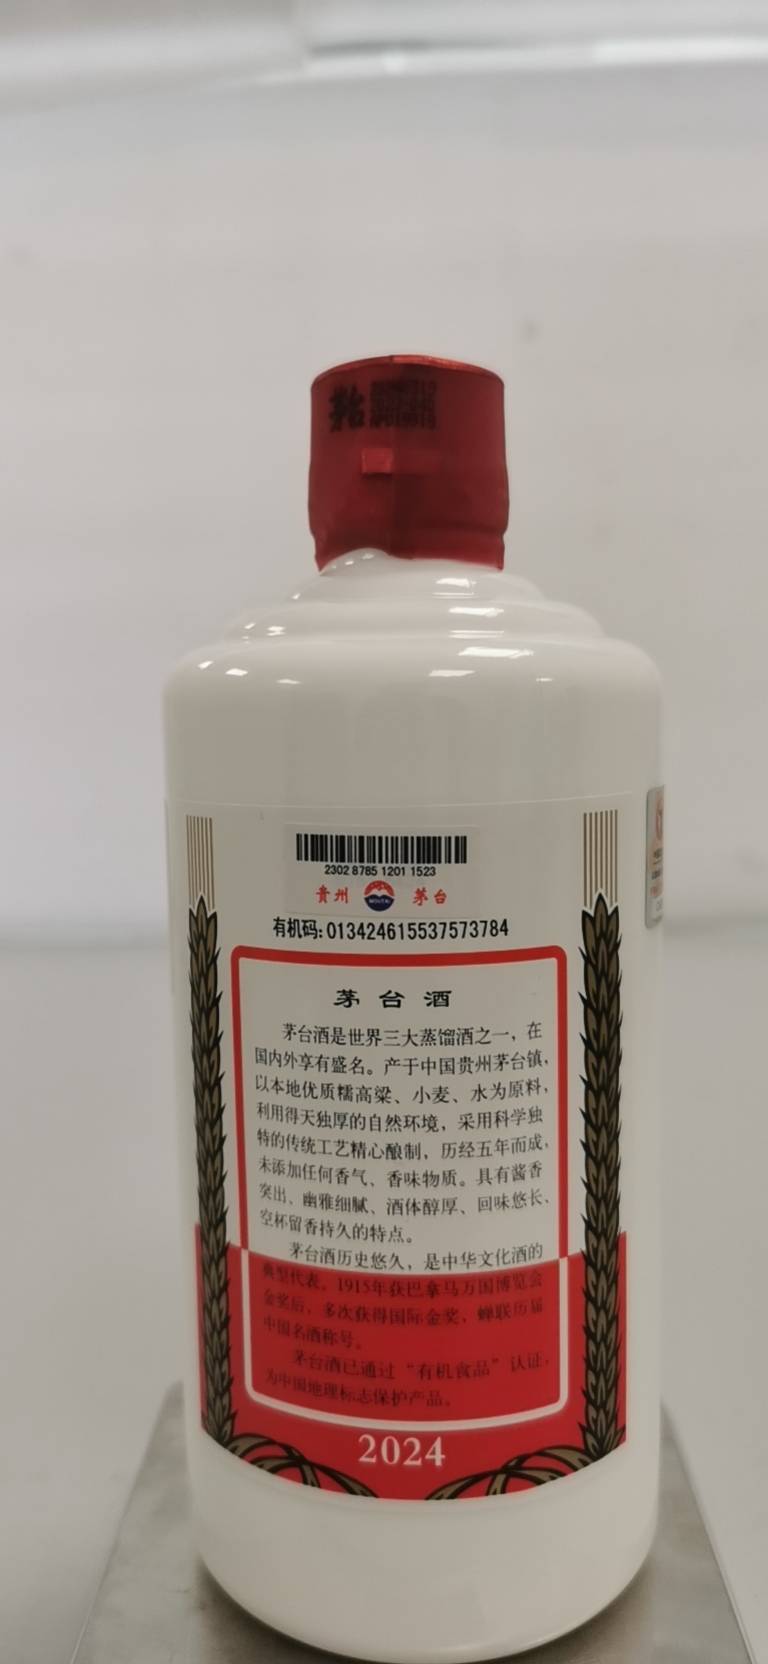 茅台
2302 8785 1201 1523
贵州 MOUTAI 茅台
有机码:013424615537573784
茅台酒
茅台酒是世界三大蒸馏酒之一，在
国内外享有盛名。产于中国贵州茅台镇，
以本地优质糯高粱、小麦、水为原料，
利用得天独厚的自然环境，采用科学独
特的传统工艺精心酿制，历经五年而成，
未添加任何香气、香味物质。具有酱香
突出、幽雅细腻、酒体醇厚、回味悠长、
空杯留香持久的特点。
茅台酒历史悠久，是中华文化酒的
典型代表。1915年获巴拿马万国博览会
金奖后，多次获得国际金奖，蝉联历届
中国名酒称号。
茅台酒已通过“有机食品”认证，
为中国地理标志保护产品。
2024